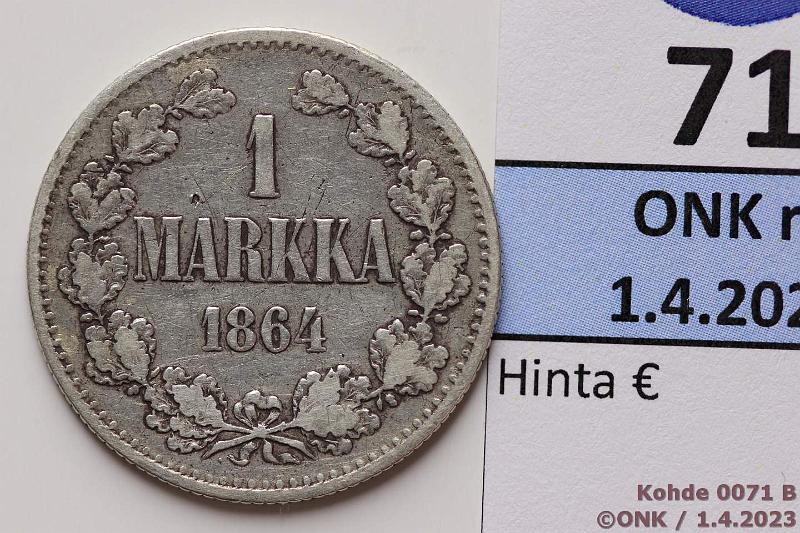 1
MARKKA
1864
71
ONK
1.4.202
Hinta €
Kohde 0071 B
©ONK / 1.4.2023